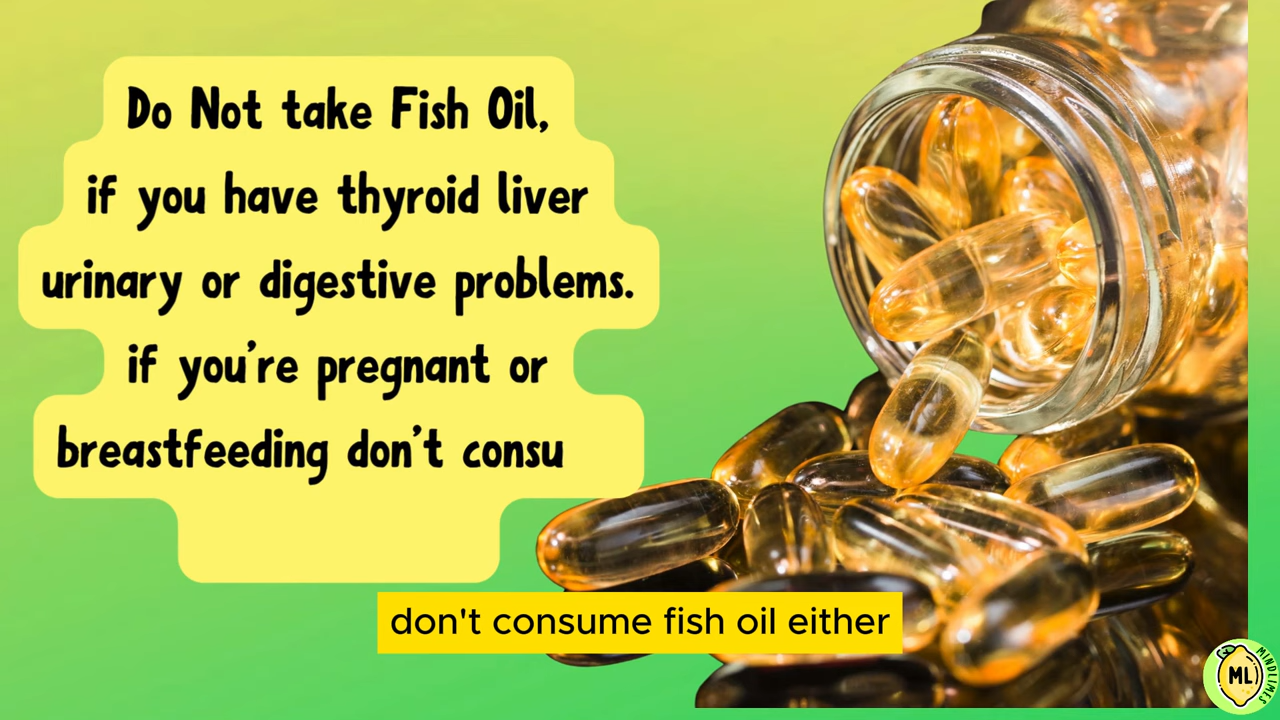 Do Not take Fish Oil,
if you have thyroid liver
urinary or digestive problems.
if you're pregnant or
breastfeeding don't consu
don't consume fish oil either
ML
MINDLIMES